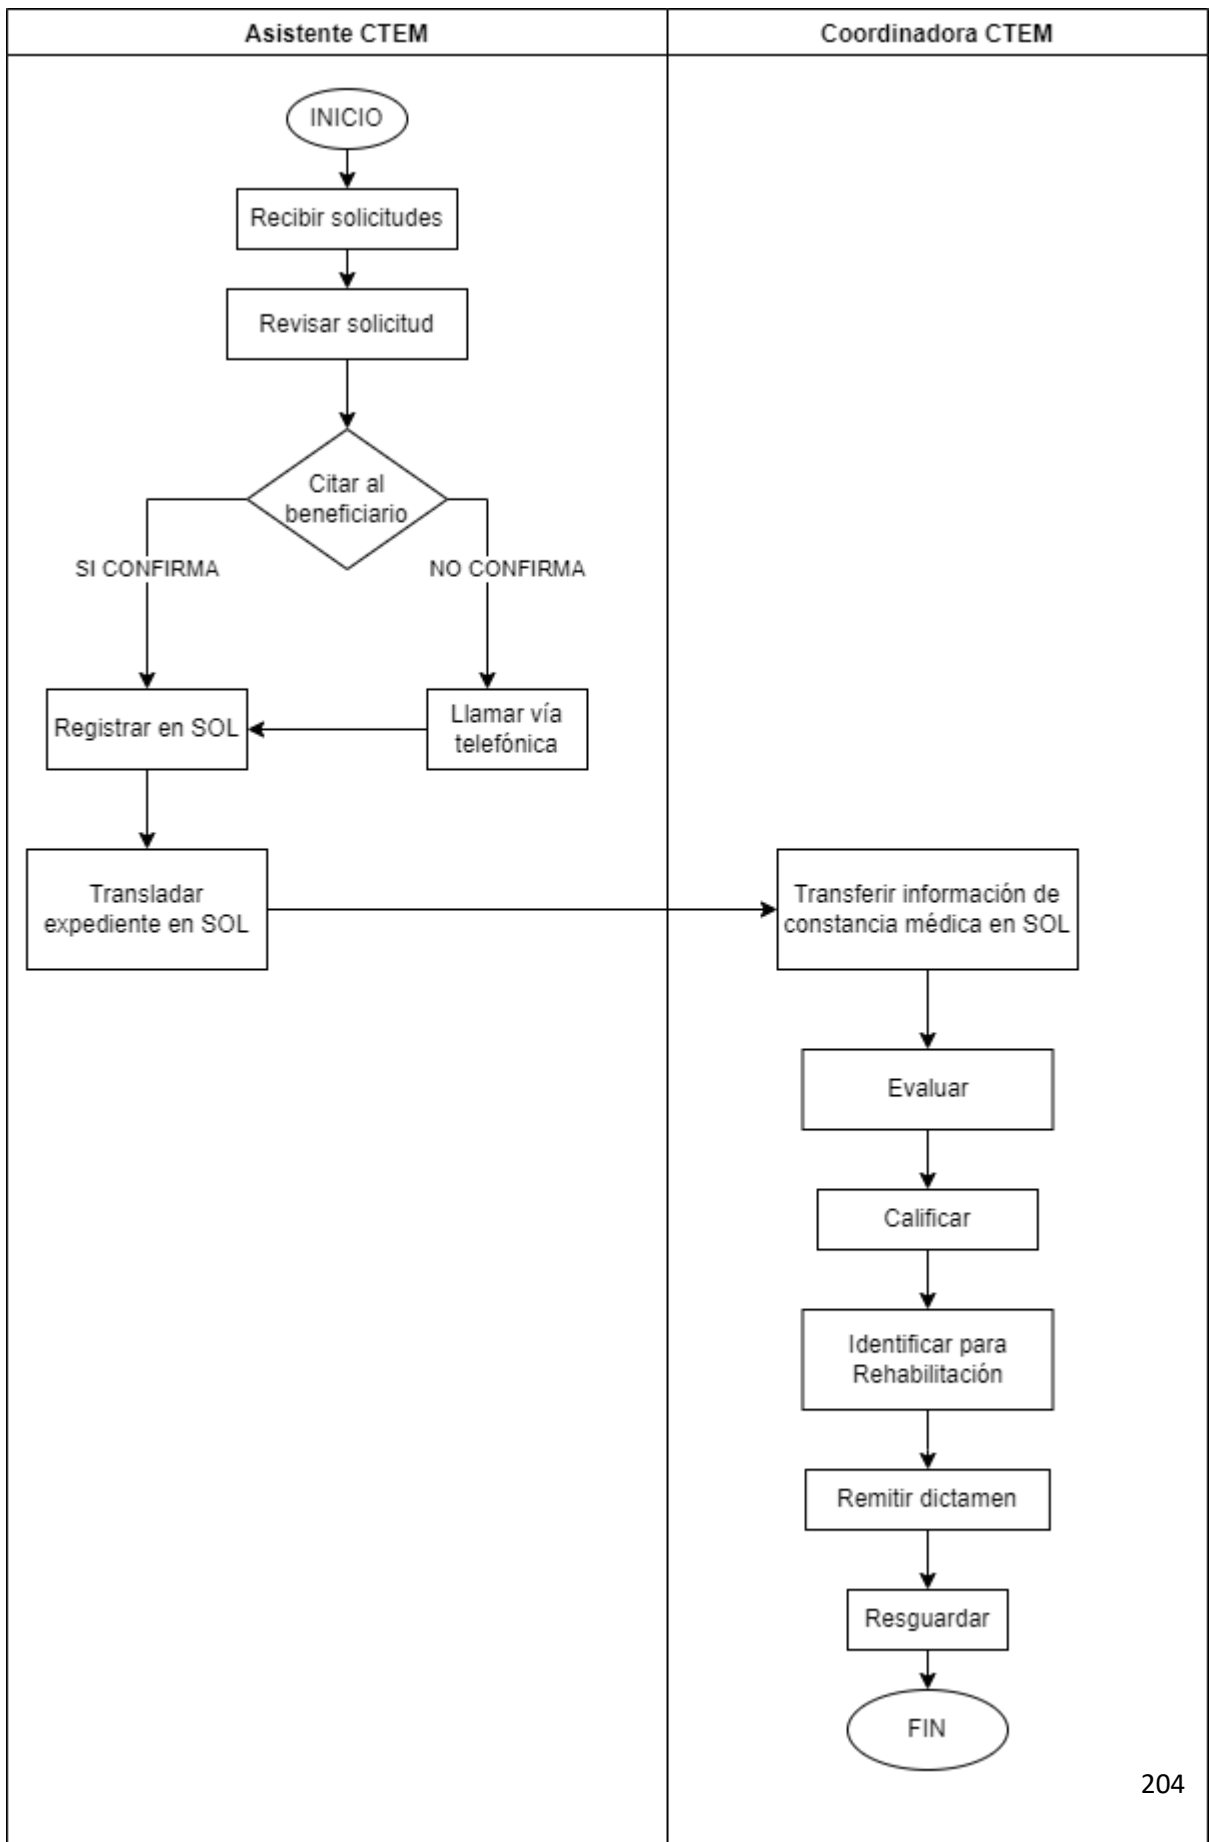 Asistente CTEM
Coordinadora CTEM
INICIO
Recibir solicitudes
Revisar solicitud
Citar al
beneficiario
SI CONFIRMA
NO CONFIRMA
Registrar en SOL
Llamar vía
telefónica
Transladar
expediente en SOL
Transferir información de
constancia médica en SOL
Evaluar
Calificar
Identificar para
Rehabilitación
Remitir dictamen
Resguardar
FIN
204